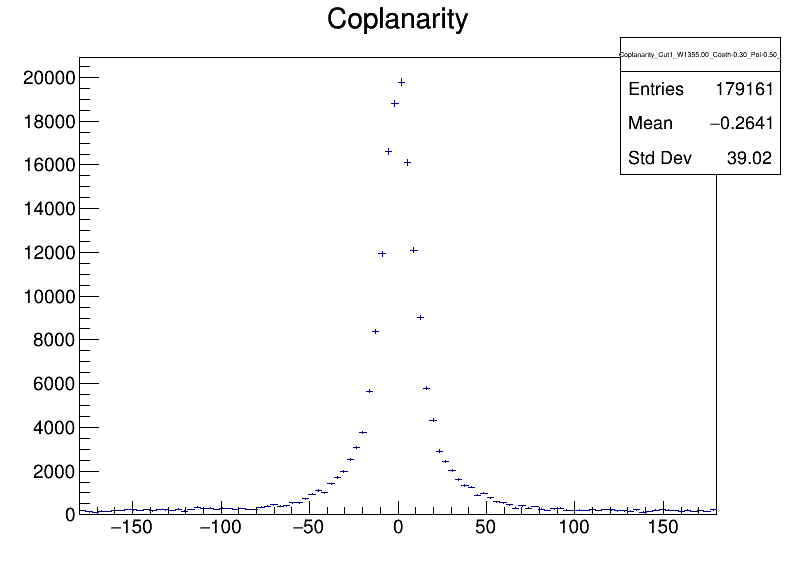 Coplanarity
Coplanarity_Cut1_W1355.00_Costh-0.30_Pol-0.50_
Entries 179161
Mean −0.2641
Std Dev 39.02
20000
18000
16000
14000
12000
10000
8000
6000
4000
2000
0
−150 −100 −50 0 50 100 150